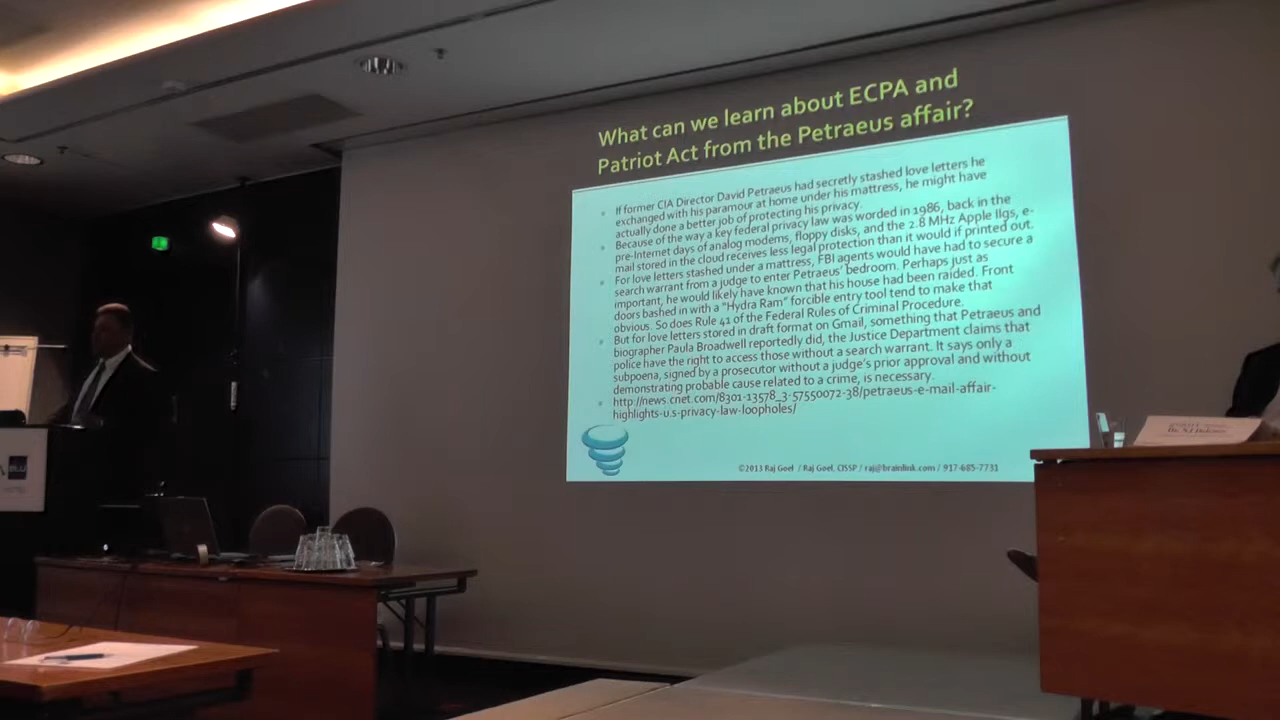 What can we learn about ECPA and
Patriot Act from the Petraeus affair?
If former CIA Director David Petraeus had secretly stashed love letters he
exchanged with his paramour at home under his mattress, he might have
actually done a better job of protecting his privacy.
Because of the way a key federal privacy law was worded in 1986, back in the
pre-Internet days of analog modems, floppy disks, and the 2.8 MHz Apple IIgs, e-
mail stored in the cloud receives less legal protection than it would if printed out.
For love letters stashed under a mattress, FBI agents would have had to secure a
search warrant from a judge to enter Petraeus' bedroom. Perhaps just as
important, he would likely have known that his house had been raided. Front
doors bashed in with a "Hydra Ram" forcible entry tool tend to make that
obvious. So does Rule 41 of the Federal Rules of Criminal Procedure.
But for love letters stored in draft format on Gmail, something that Petraeus and
biographer Paula Broadwell reportedly did, the Justice Department claims that
police have the right to access those without a search warrant. It says only a
subpoena, signed by a prosecutor without a judge's prior approval and without
demonstrating probable cause related to a crime, is necessary.
http://news.cnet.com/8301-13578_3-57550072-38/petraeus-e-mail-affair-
highlights-u.s-privacy-law-loopholes/
©2013 Raj Goel / Raj Goel, CISSP / raj@brainlink.com / 917-685-7731
BLU